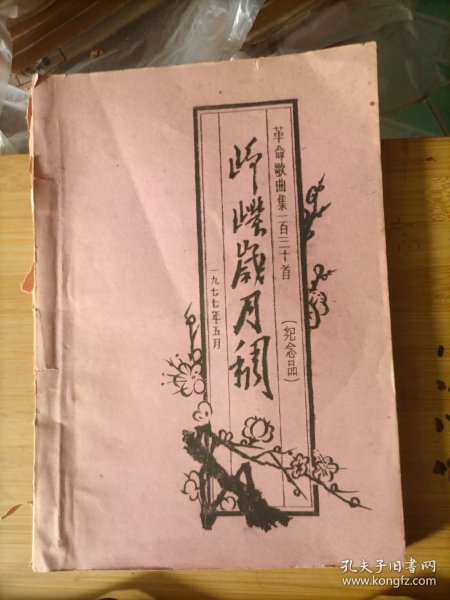 革命歌曲集一百三十首
(纪念品)
峥嵘岁月稠
一九七七年五月
孔夫子旧书网
www.kongfz.com